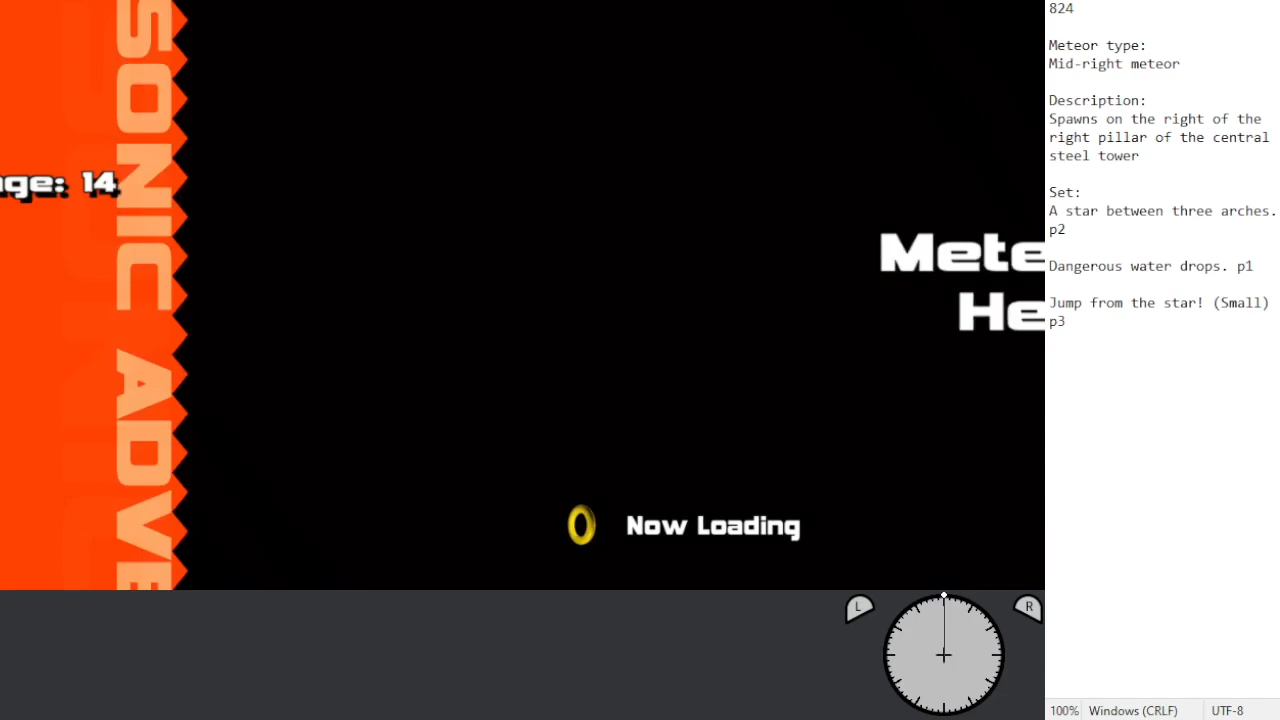 SONIC ADVE
age: 14
Mete
He
Now Loading
L
R
824
Meteor type:
Mid-right meteor
Description:
Spawns on the right of the
right pillar of the central
steel tower
Set:
A star between three arches.
p2
Dangerous water drops. p1
Jump from the star! (Small)
p3
100%
Windows (CRLF)
UTF-8